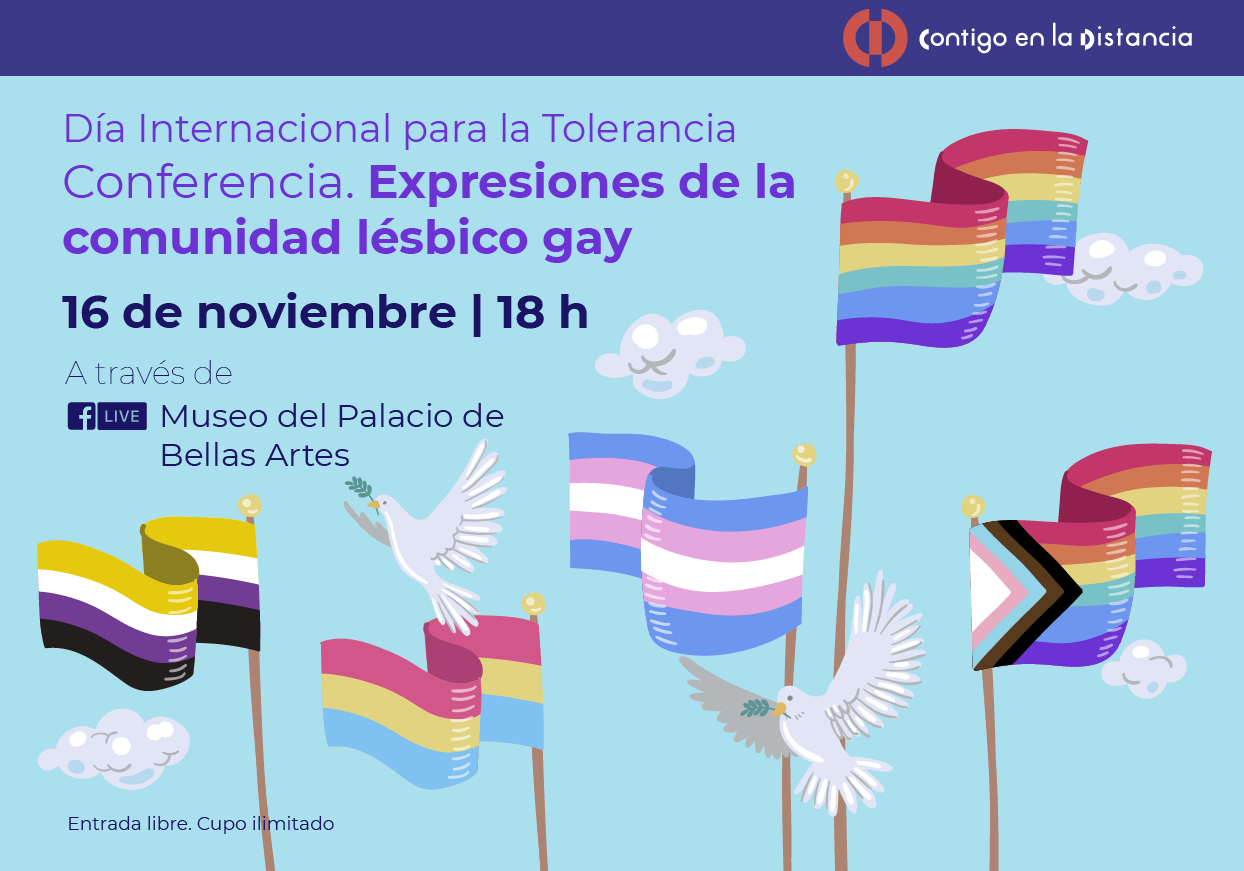 Contigo en la Distancia
Día Internacional para la Tolerancia
Conferencia. Expresiones de la
comunidad lésbico gay
16 de noviembre | 18 h
A través de
f LIVE Museo del Palacio de
Bellas Artes
Entrada libre. Cupo ilimitado